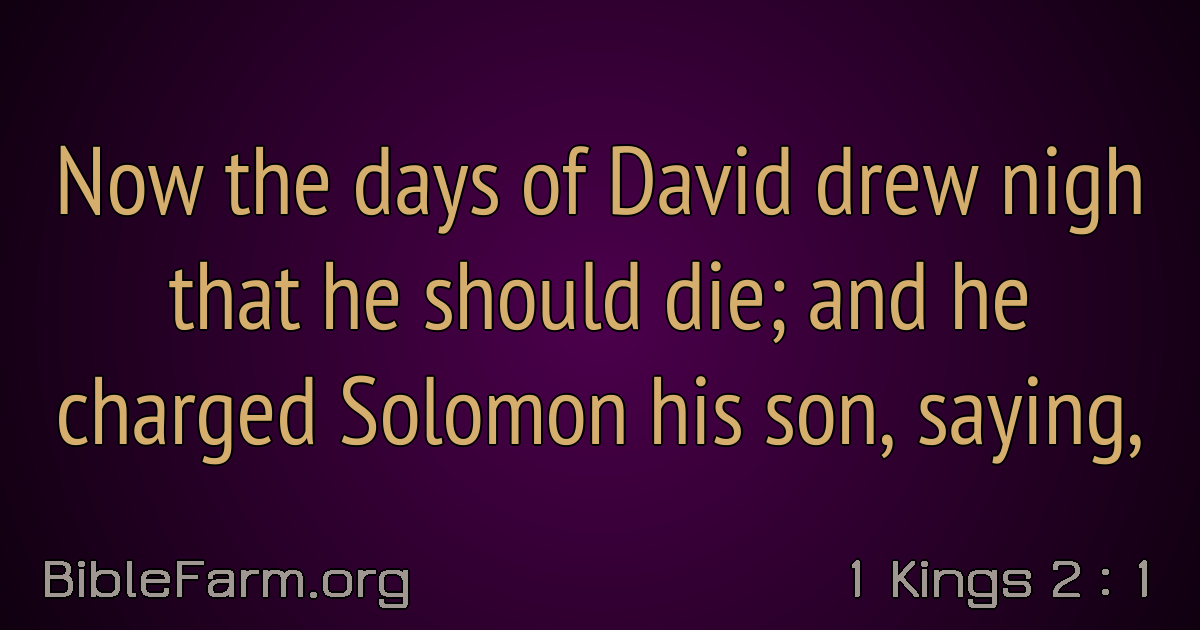 Now the days of David drew nigh
that he should die; and he
charged Solomon his son, saying,
BibleFarm.org
1 Kings 2 : 1